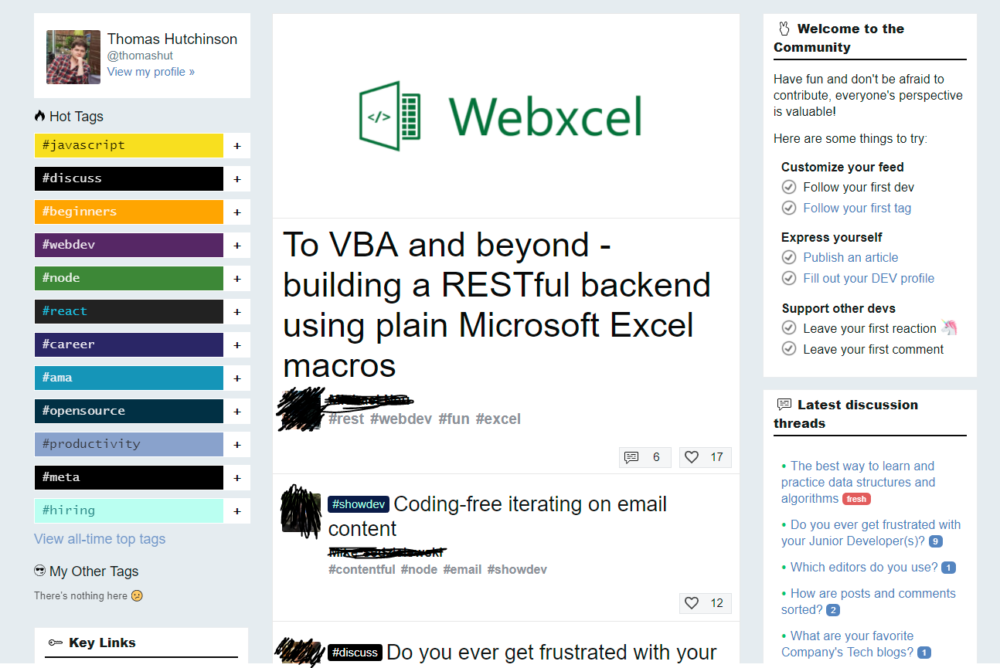 Thomas Hutchinson
@thomashut
View my profile »
Hot Tags
#javascript +
#discuss +
#beginners +
#webdev +
#node +
#react +
#career +
#ama +
#opensource +
#productivity +
#meta +
#hiring +
View all-time top tags
My Other Tags
There's nothing here
Key Links
</>
Webxcel
To VBA and beyond -
building a RESTful backend
using plain Microsoft Excel
macros
#rest #webdev #fun #excel
6 17
#showdev Coding-free iterating on email
content
#contentful #node #email #showdev
12
#discuss Do you ever get frustrated with your
Welcome to the
Community
Have fun and don't be afraid to
contribute, everyone's perspective
is valuable!
Here are some things to try:
Customize your feed
Follow your first dev
Follow your first tag
Express yourself
Publish an article
Fill out your DEV profile
Support other devs
Leave your first reaction
Leave your first comment
Latest discussion
threads
• The best way to learn and
practice data structures and
algorithms fresh
• Do you ever get frustrated with
your Junior Developer(s)? 9
• Which editors do you use? 1
• How are posts and comments
sorted? 2
• What are your favorite
Company's Tech blogs? 1